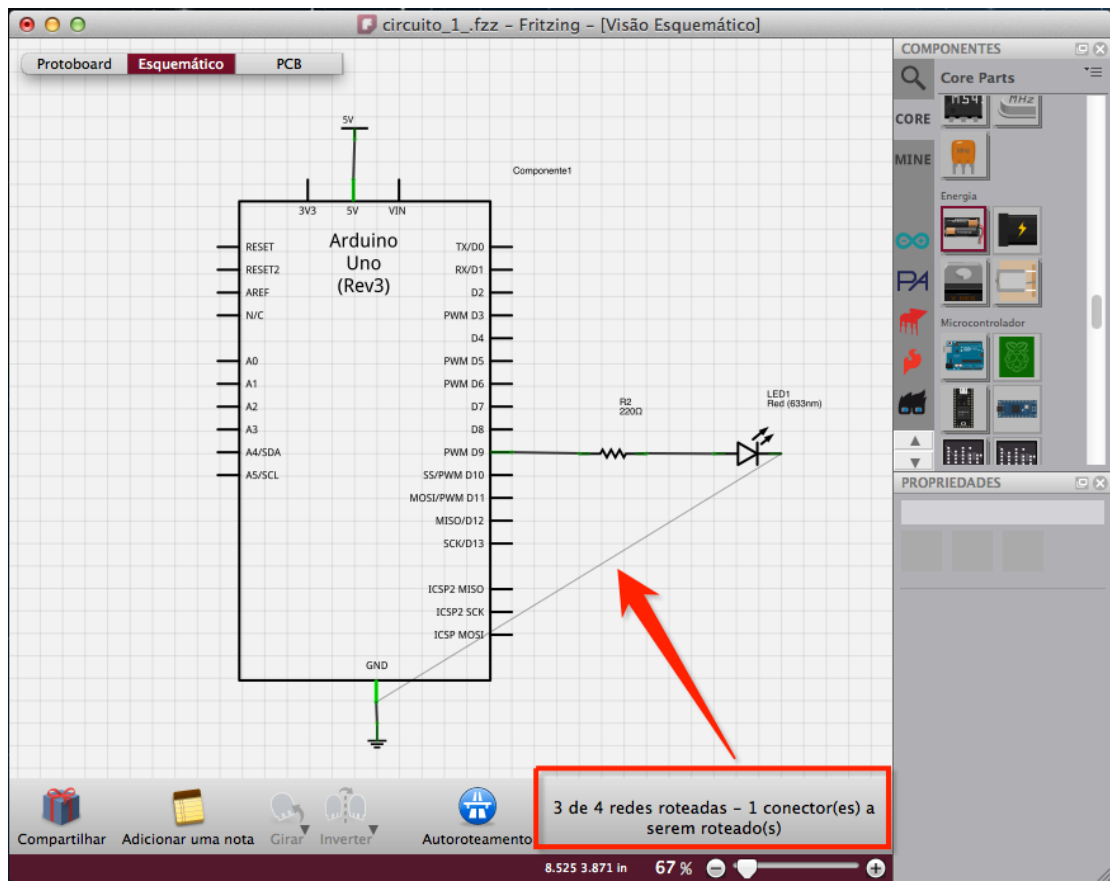 circuito_1_.fzz – Fritzing – [Visão Esquemático]
Protoboard Esquemático PCB
5V
3V3 5V VIN
Arduino
Uno
(Rev3)
RESET
RESET2
AREF
N/C
A0
A1
A2
A3
A4/SDA
A5/SCL
TX/D0
RX/D1
D2
PWM D3
D4
PWM D5
PWM D6
D7
D8
PWM D9
SS/PWM D10
MOSI/PWM D11
MISO/D12
SCK/D13
ICSP2 MISO
ICSP2 SCK
ICSP MOSI
GND
Componente1
R2
220Ω
LED1
Red (633nm)
COMPONENTES
Core Parts
CORE
MINE
MHz
Energia
PA
Microcontrolador
PROPRIEDADES
Compartilhar Adicionar uma nota Girar Inverter Autoroteamento
3 de 4 redes roteadas – 1 conector(es) a
serem roteado(s)
8.525 3.871 in 67 %